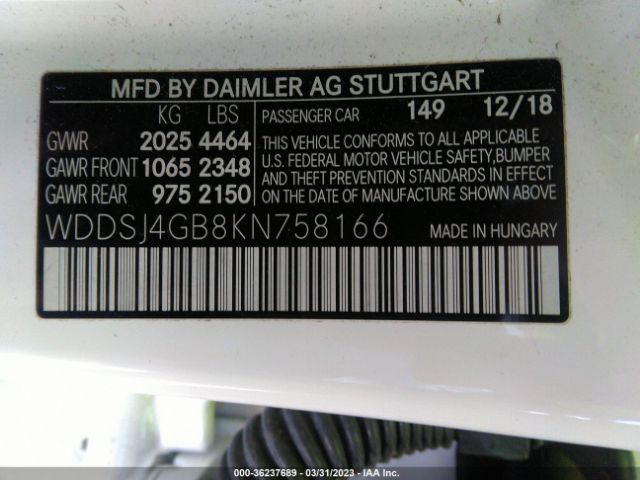 MFD BY DAIMLER AG STUTTGART
KG LBS
PASSENGER CAR 149 12/18
GVWR 2025 4464
GAWR FRONT 1065 2348
GAWR REAR 975 2150
THIS VEHICLE CONFORMS TO ALL APPLICABLE
U.S. FEDERAL MOTOR VEHICLE SAFETY,BUMPER
AND THEFT PREVENTION STANDARDS IN EFFECT
ON THE DATE OF MANUFACTURE SHOWN ABOVE
WDDSJ4GB8KN758166 MADE IN HUNGARY
000-36237689 - 03/31/2023 - IAA Inc.